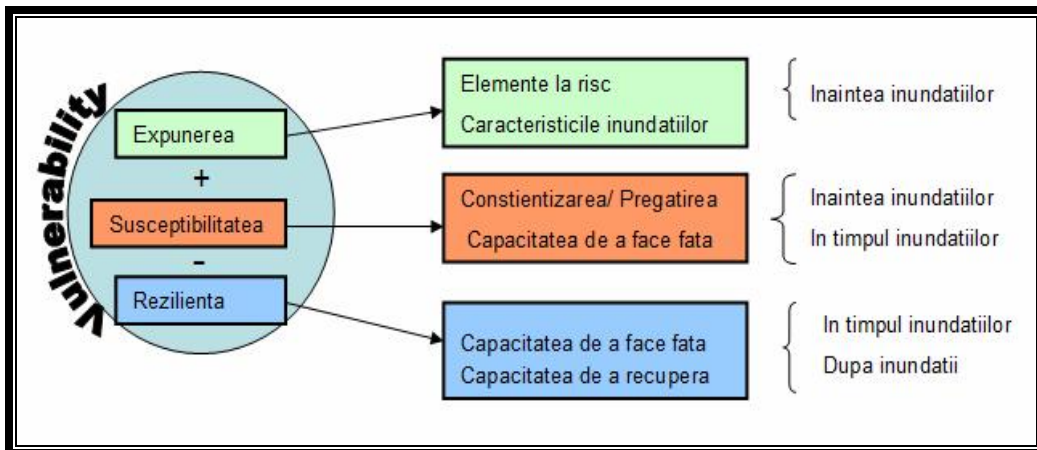 Vulnerability
Expunerea
+
Susceptibilitatea
-
Rezilienta
Elemente la risc
Caracteristicile inundatiilor
Inaintea inundatiilor
Constientizarea/ Pregatirea
Capacitatea de a face fata
Inaintea inundatiilor
In timpul inundatiilor
Capacitatea de a face fata
Capacitatea de a recupera
In timpul inundatiilor
Dupa inundatii